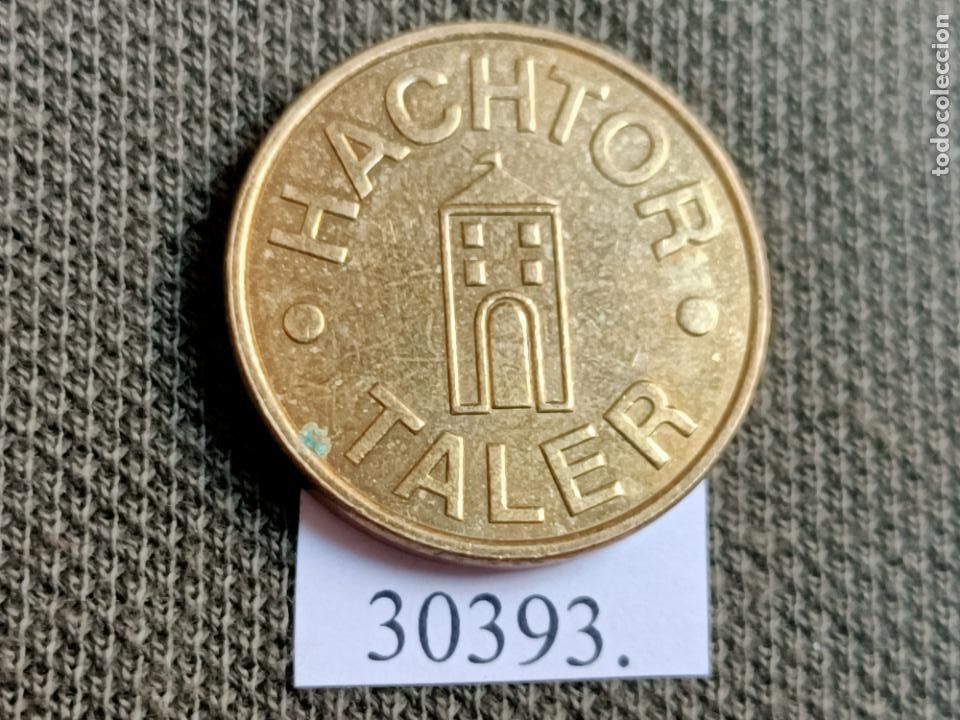 HACHTOR
TALER
30393.
todocoleccion